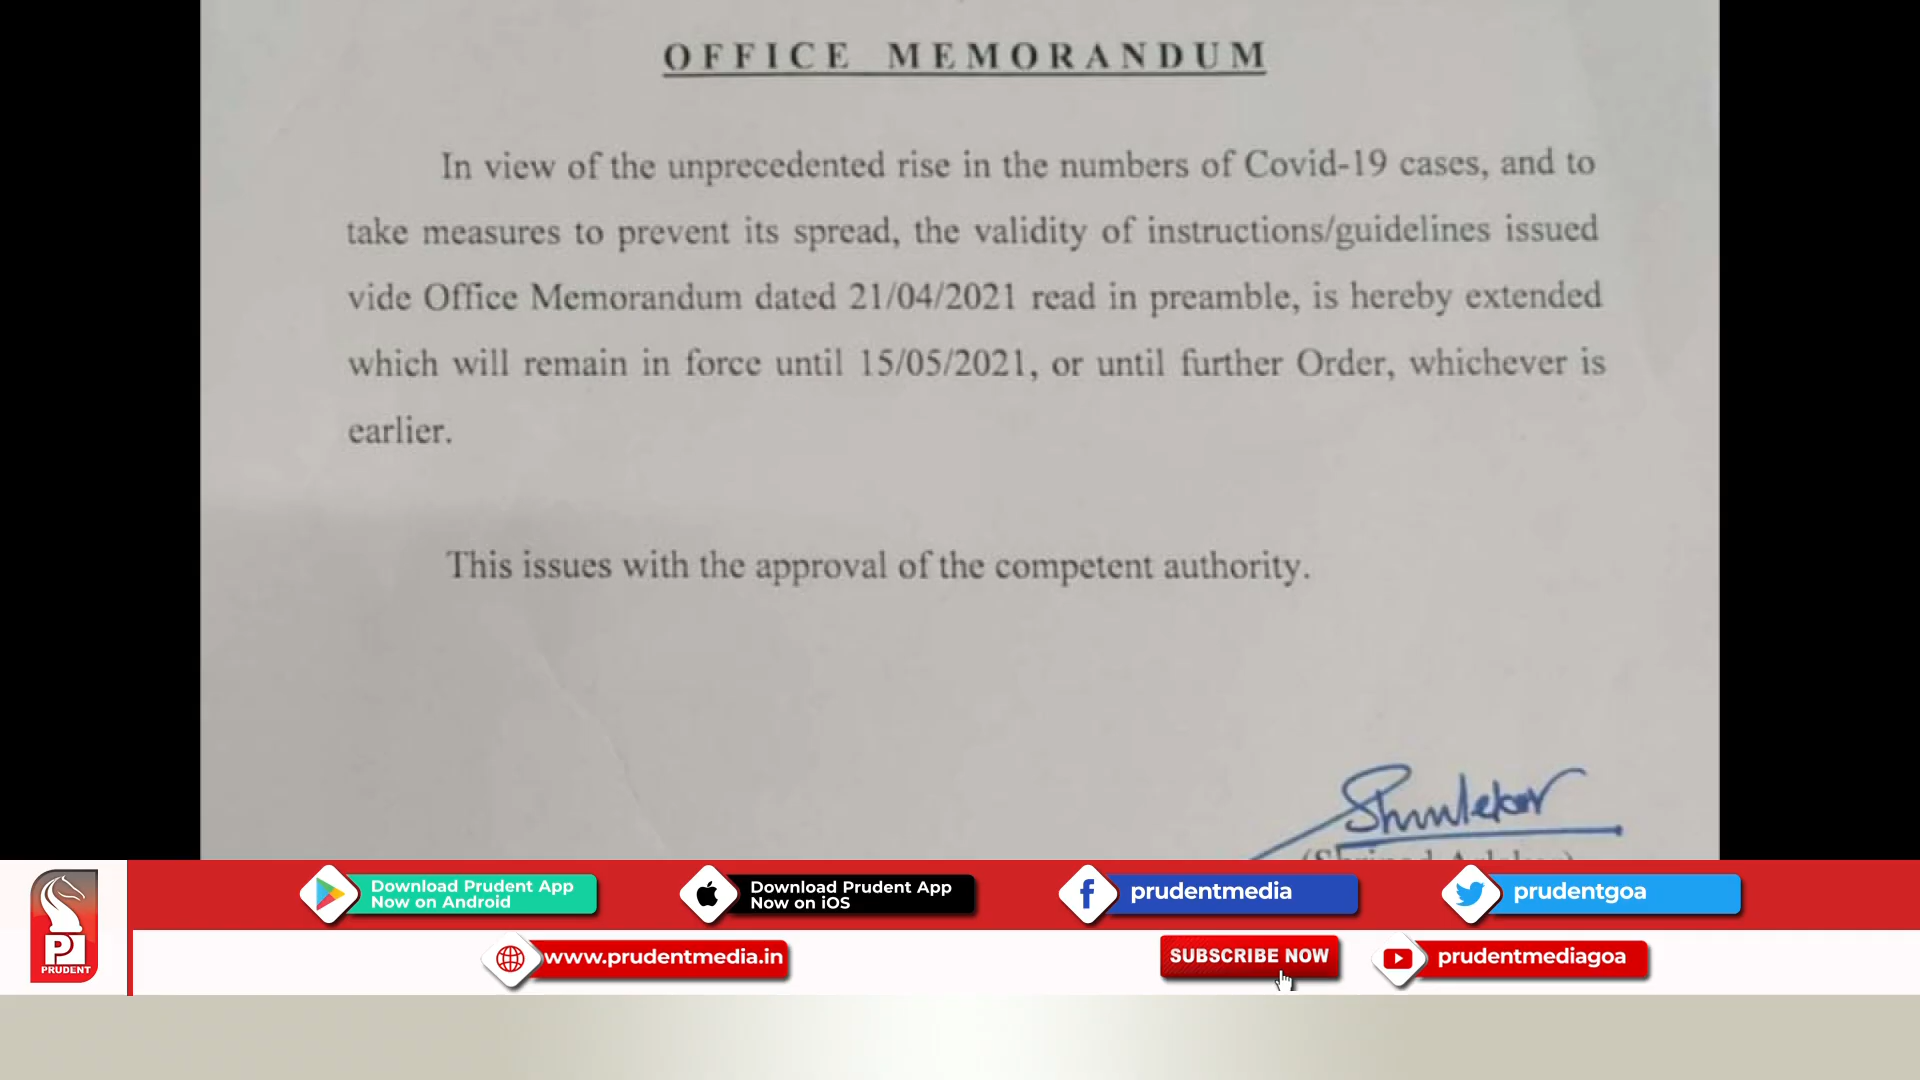 OFFICE MEMORANDUM
In view of the unprecedented rise in the numbers of Covid-19 cases, and to
take measures to prevent its spread, the validity of instructions/guidelines issued
vide Office Memorandum dated 21/04/2021 read in preamble, is hereby extended
which will remain in force until 15/05/2021, or until further Order, whichever is
earlier.
This issues with the approval of the competent authority.
Download Prudent App
Now on Android
Download Prudent App
Now on iOS
prudentmedia
prudentgoa
PRUDENT
www.prudentmedia.in
SUBSCRIBE NOW
prudentmediagoa